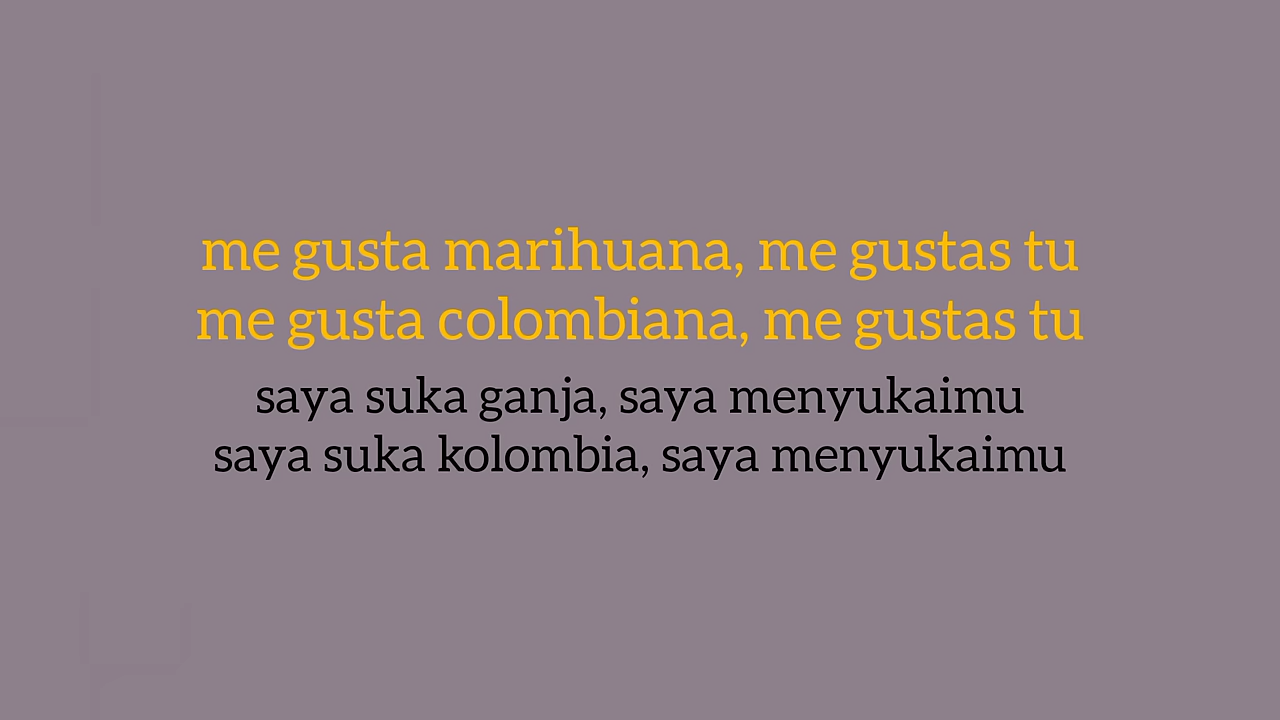 me gusta marihuana, me gustas tu
me gusta colombiana, me gustas tu
saya suka ganja, saya menyukaimu
saya suka kolombia, saya menyukaimu